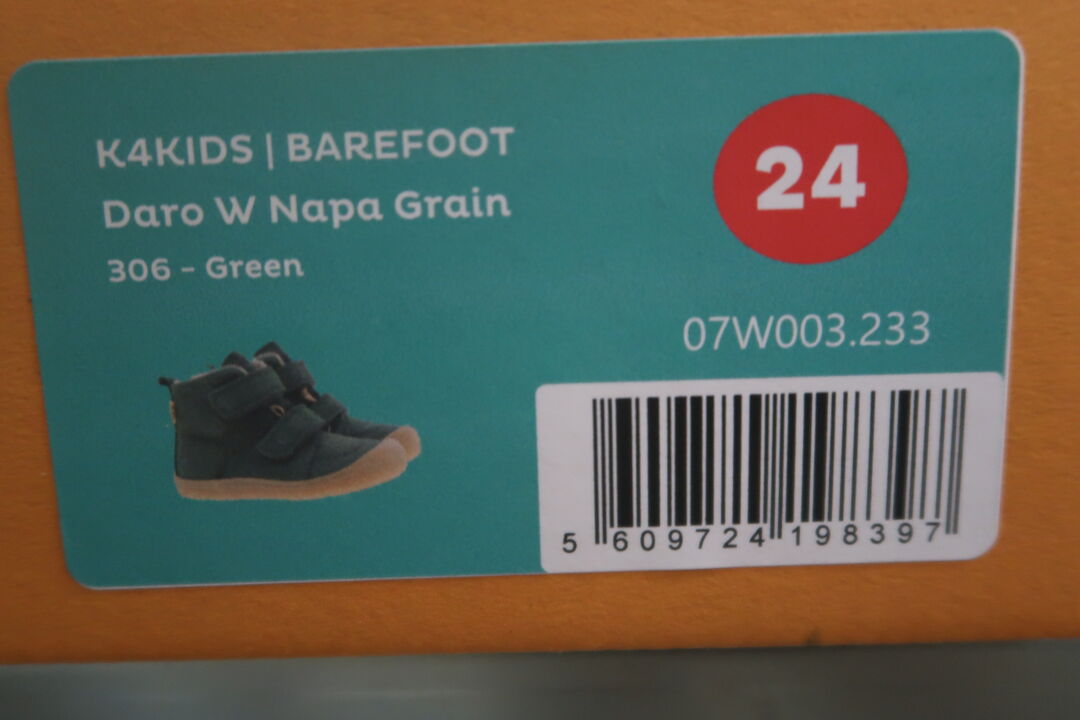 K4KIDS | BAREFOOT
Daro W Napa Grain
306 - Green
24
07W003.233
5 609724 198397